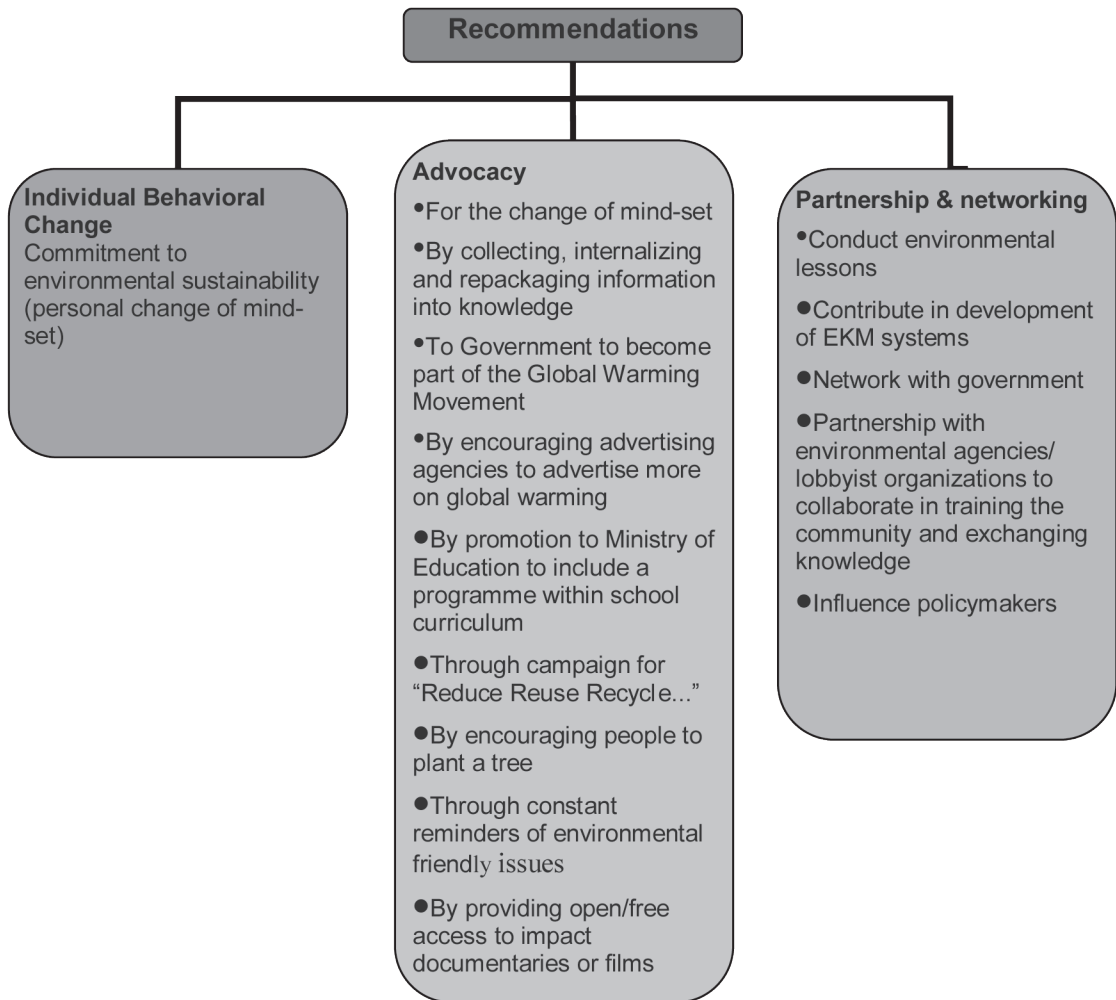 Recommendations
Individual Behavioral
Change
Commitment to
environmental sustainability
(personal change of mind-
set)
Advocacy
•For the change of mind-set
•By collecting, internalizing
and repackaging information
into knowledge
•To Government to become
part of the Global Warming
Movement
•By encouraging advertising
agencies to advertise more
on global warming
●By promotion to Ministry of
Education to include a
programme within school
curriculum
●Through campaign for
“Reduce Reuse Recycle...”
●By encouraging people to
plant a tree
●Through constant
reminders of environmental
friendly issues
●By providing open/free
access to impact
documentaries or films
Partnership & networking
•Conduct environmental
lessons
●Contribute in development
of EKM systems
●Network with government
●Partnership with
environmental agencies/
lobbyist organizations to
collaborate in training the
community and exchanging
knowledge
●Influence policymakers